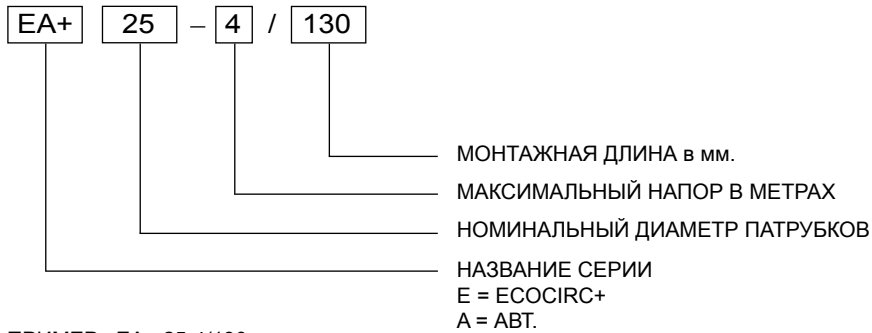 EA+ 25 – 4 / 130
МОНТАЖНАЯ ДЛИНА в мм.
МАКСИМАЛЬНЫЙ НАПОР В МЕТРАХ
НОМИНАЛЬНЫЙ ДИАМЕТР ПАТРУБКОВ
НАЗВАНИЕ СЕРИИ
E = ECOCIRC+
A = АВТ.